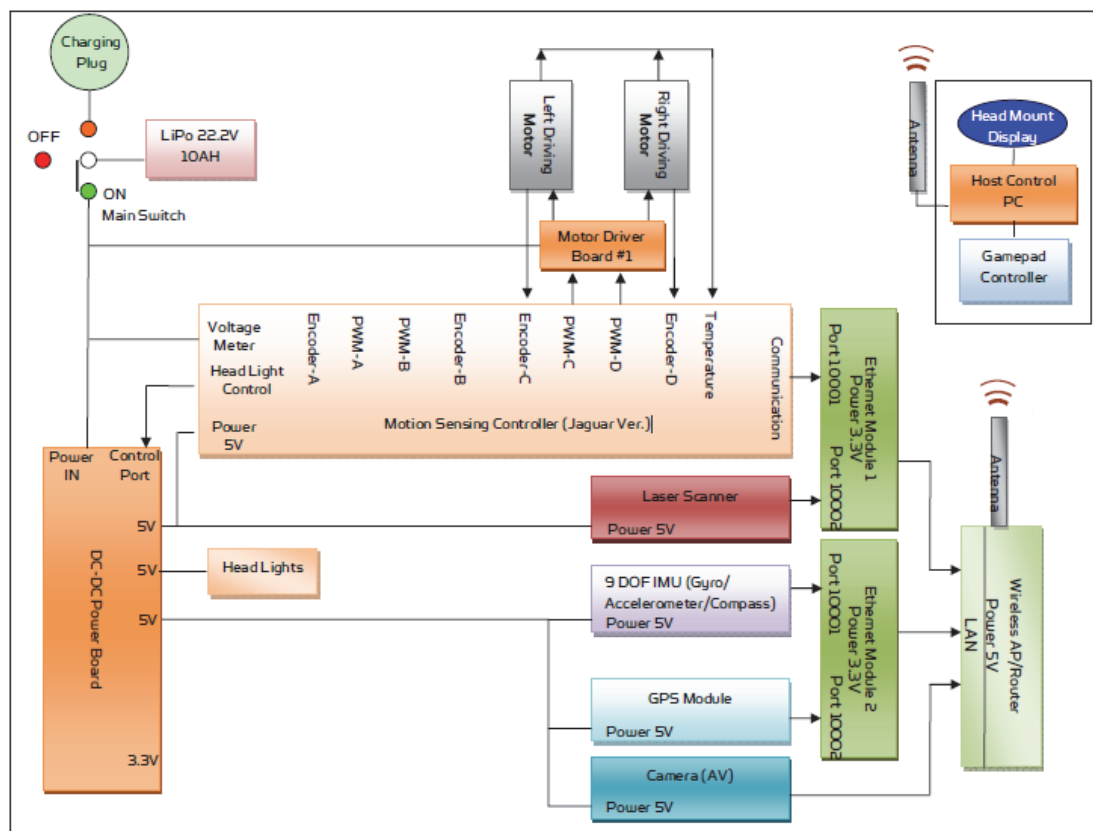 Charging
Plug
OFF
LiPo 22.2V
10AH
ON
Main Switch
Left Driving
Motor
Right Driving
Motor
Motor Driver
Board #1
Antenna
Head Mount
Display
Host Control
PC
Gamepad
Controller
Voltage
Meter
Encoder-A
PWM-A
PWM-B
Encoder-B
Encoder-C
PWM-C
PWM-D
Encoder-D
Temperature
Communication
Head Light
Control
Power
5V
Motion Sensing Controller (Jaguar Ver.)
Port 10001
Port 10002
Ethernet Module 1
Power 3.3V
Power
IN
Control
Port
5V
5V
5V
3.3V
DC-DC Power Board
Head Lights
Laser Scanner
Power 5V
9 DOF IMU (Gyro/
Accelerometer/Compass)
Power 5V
GPS Module
Power 5V
Camera (AV)
Power 5V
Port 10001
Port 10002
Ethernet Module 2
Power 3.3V
Antenna
Wireless AP/Router
Power 5V
LAN